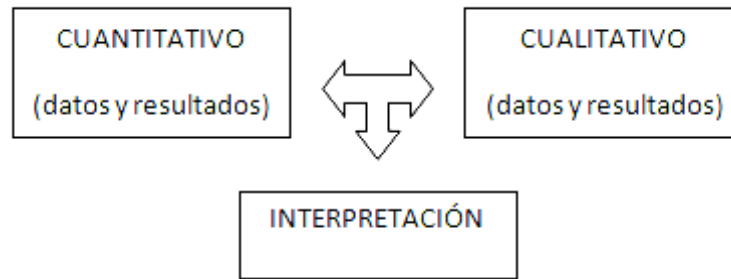 CUANTITATIVO
(datos y resultados)
CUALITATIVO
(datos y resultados)
INTERPRETACIÓN